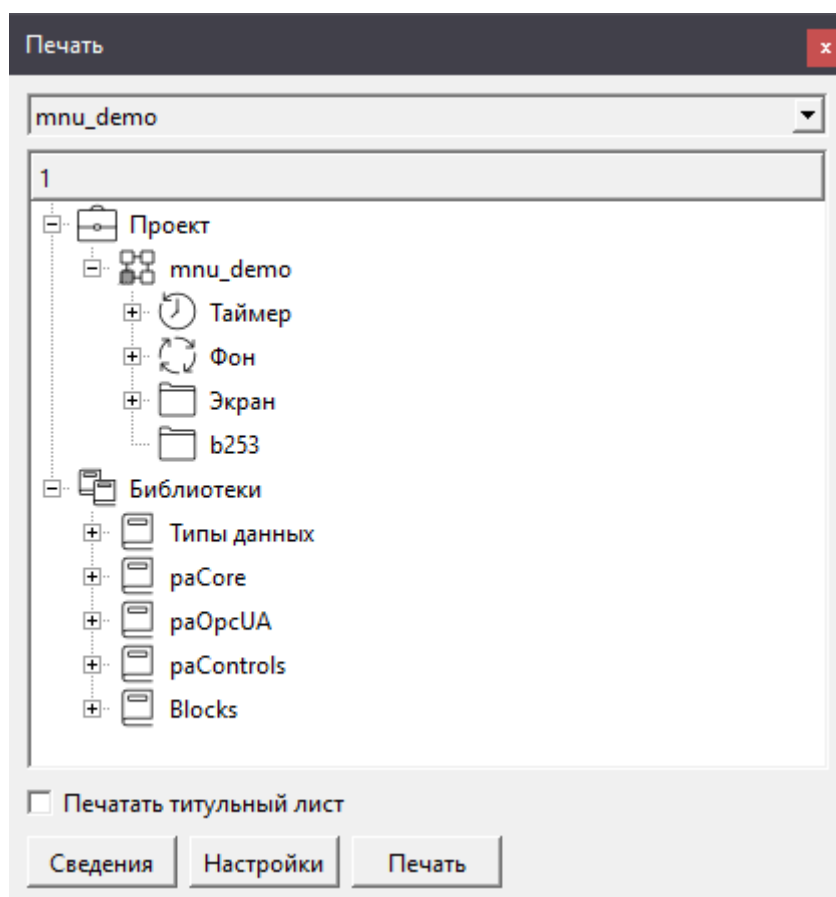 Печать
x
mnu_demo
1
Проект
mnu_demo
Таймер
Фон
Экран
b253
Библиотеки
Типы данных
paCore
paOpcUA
paControls
Blocks
Печатать титульный лист
Сведения Настройки Печать